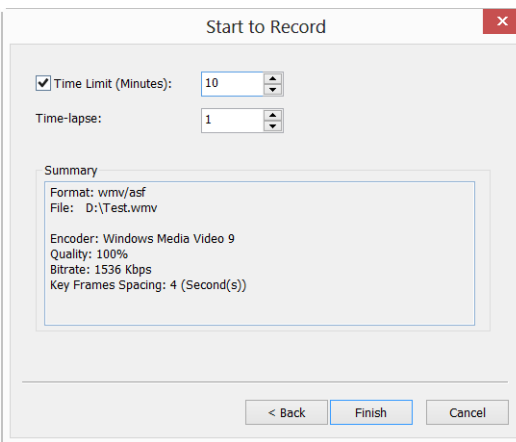 Start to Record
Time Limit (Minutes): 10
Time-lapse: 1
Summary
Format: wmv/asf
File: D:\Test.wmv
Encoder: Windows Media Video 9
Quality: 100%
Bitrate: 1536 Kbps
Key Frames Spacing: 4 (Second(s))
< Back Finish Cancel